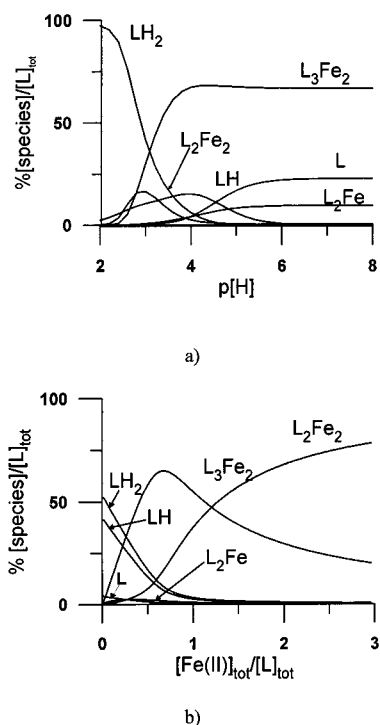 LH2
L3Fe2
L2Fe2
LH
L
L2Fe
100
50
0
2
4
6
8
p[H]
%[species]/[L]tot
a)
100
50
0
0
1
2
3
L2Fe2
L3Fe2
LH2
LH
L
L2Fe
[Fe(II)]tot/[L]tot
% [species]/[L]tot
b)